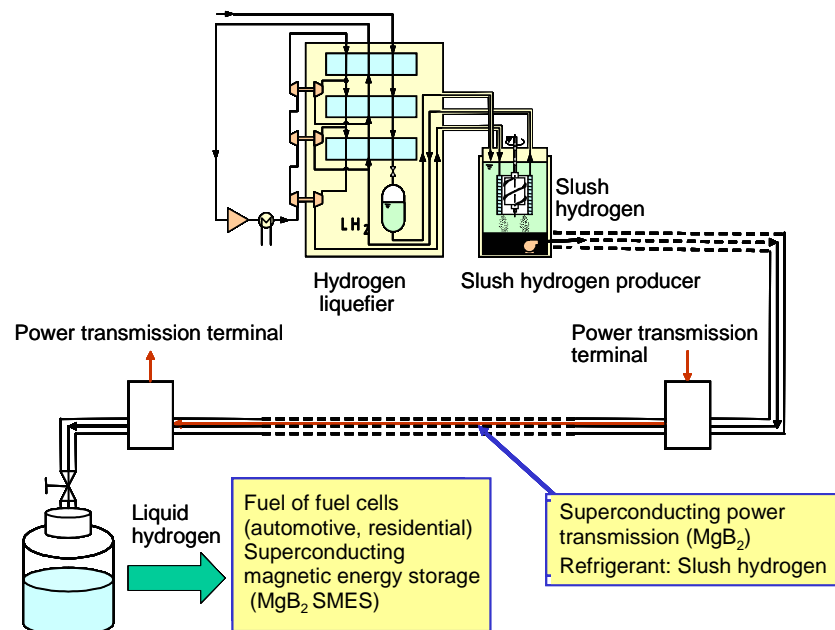 LH2
Slush
hydrogen
Hydrogen
liquefier
Slush hydrogen producer
Power transmission terminal
Power transmission
terminal
Liquid
hydrogen
Fuel of fuel cells
(automotive, residential)
Superconducting
magnetic energy storage
(MgB2 SMES)
Superconducting power
transmission (MgB2)
Refrigerant: Slush hydrogen